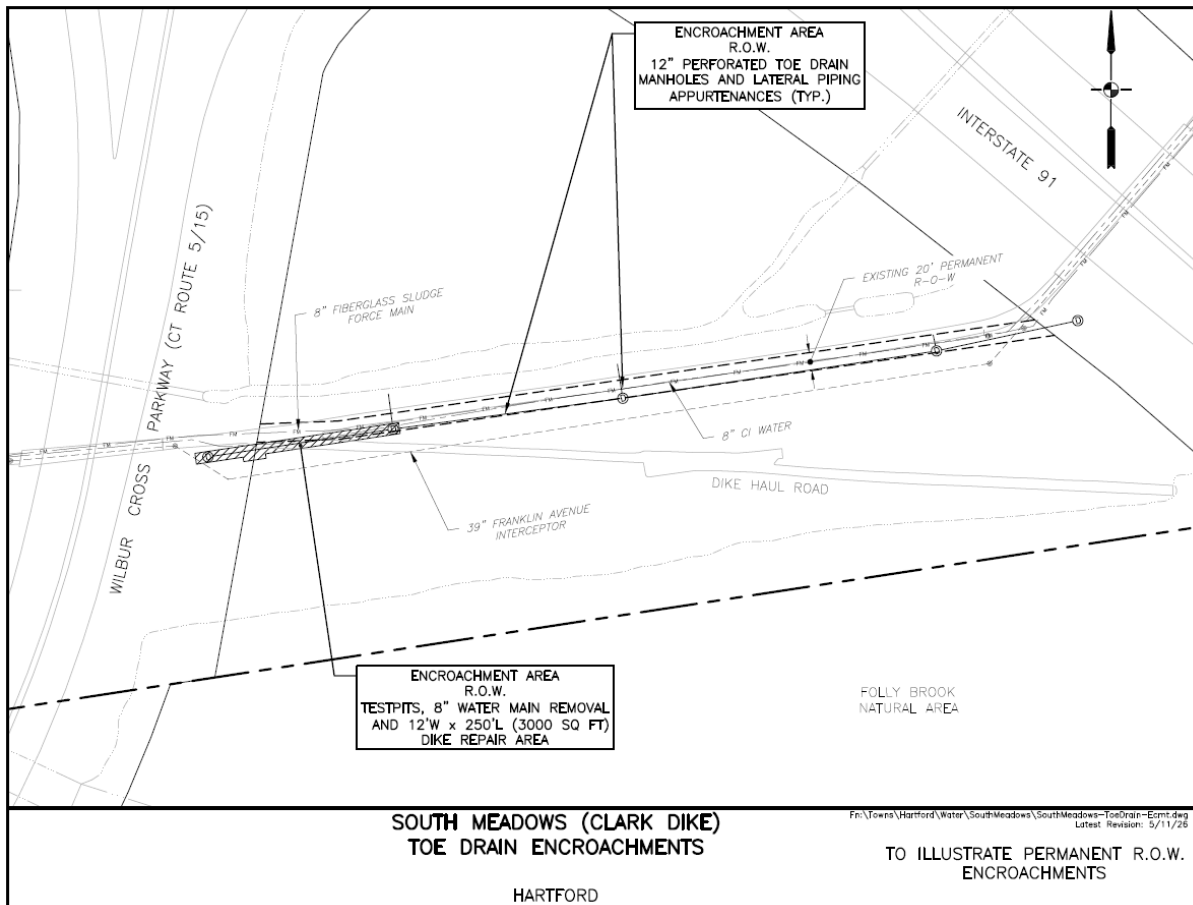 ENCROACHMENT AREA
R.O.W.
12" PERFORATED TOE DRAIN
MANHOLES AND LATERAL PIPING
APPURTENANCES (TYP.)
INTERSTATE 91
WILBUR CROSS PARKWAY (CT ROUTE 5/15)
8" FIBERGLASS SLUDGE
FORCE MAIN
EXISTING 20' PERMANENT
R-O-W
8" CI WATER
DIKE HAUL ROAD
39" FRANKLIN AVENUE
INTERCEPTOR
ENCROACHMENT AREA
R.O.W.
TESTPITS, 8" WATER MAIN REMOVAL
AND 12'W x 250'L (3000 SQ FT)
DIKE REPAIR AREA
FOLLY BROOK
NATURAL AREA
SOUTH MEADOWS (CLARK DIKE)
TOE DRAIN ENCROACHMENTS
HARTFORD
Fn:\Towns\Hartford\Water\SouthMeadows\SouthMeadows-ToeDrain-Ecmt.dwg
Latest Revision: 5/11/26
TO ILLUSTRATE PERMANENT R.O.W.
ENCROACHMENTS